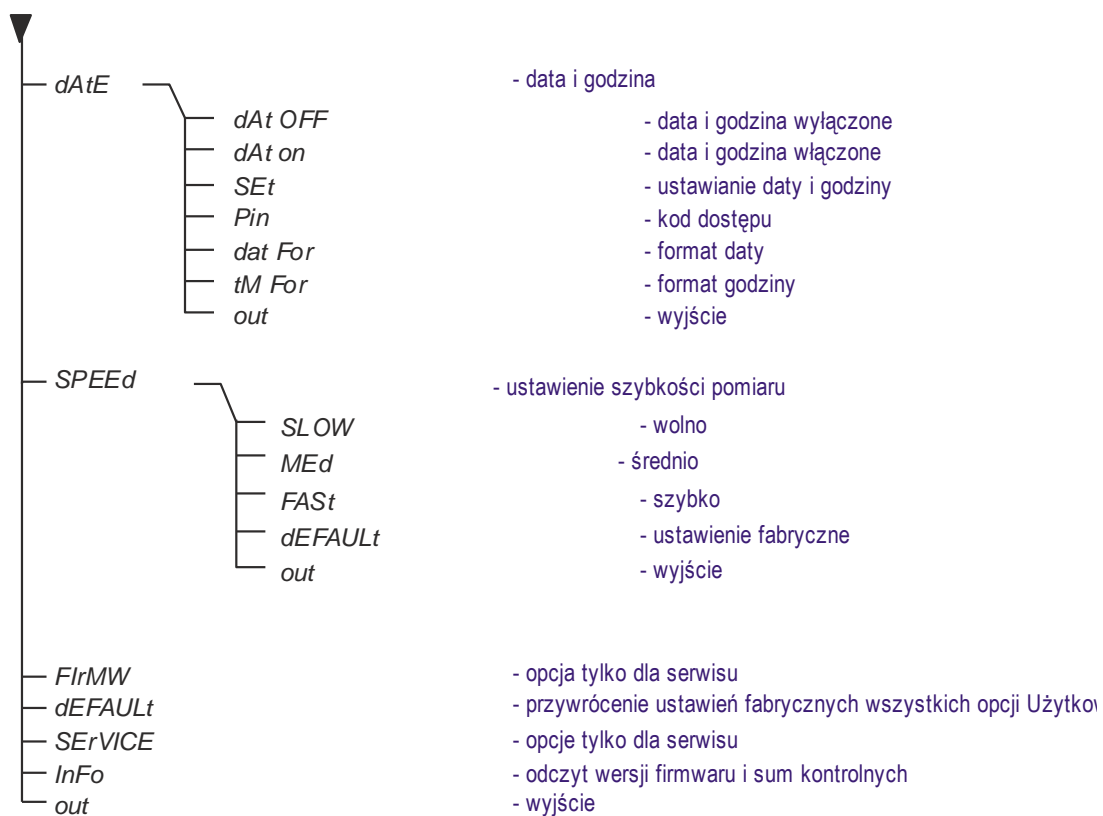 dAtE - data i godzina
dAt OFF - data i godzina wyłączone
dAt on - data i godzina włączone
SEt - ustawianie daty i godziny
Pin - kod dostępu
dat For - format daty
tM For - format godziny
out - wyjście
SPEEd - ustawienie szybkości pomiaru
SLOW - wolno
MEd - średnio
FASt - szybko
dEFAULt - ustawienie fabryczne
out - wyjście
FIrMW - opcja tylko dla serwisu
dEFAULt - przywrócenie ustawień fabrycznych wszystkich opcji
SErVICE - opcje tylko dla serwisu
InFo - odczyt wersji firmwaru i sum kontrolnych
out - wyjście